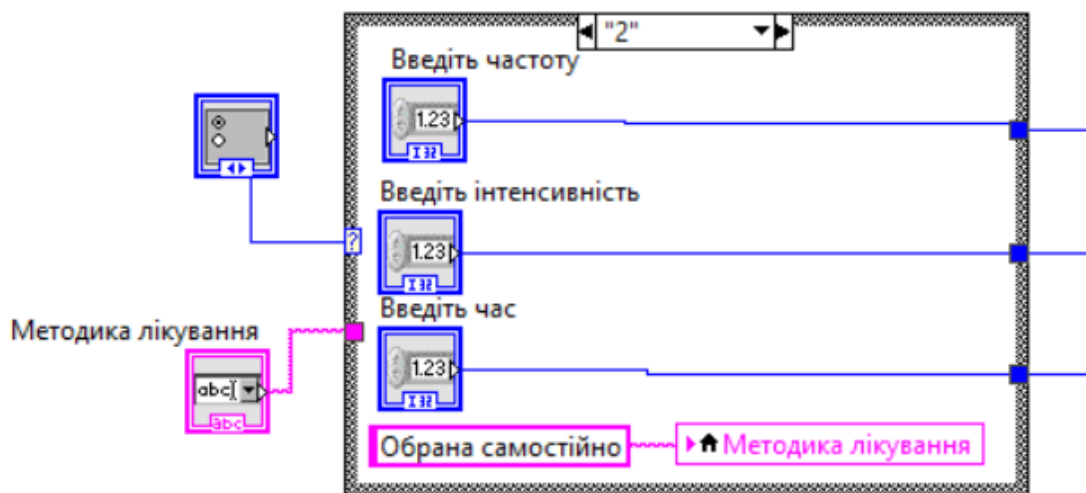 "2"
Введіть частоту
1.23
I32
Введіть інтенсивність
?
1.23
I32
Введіть час
Методика лікування
1.23
abc
I32
abc
Обрана самостійно
Методика лікування